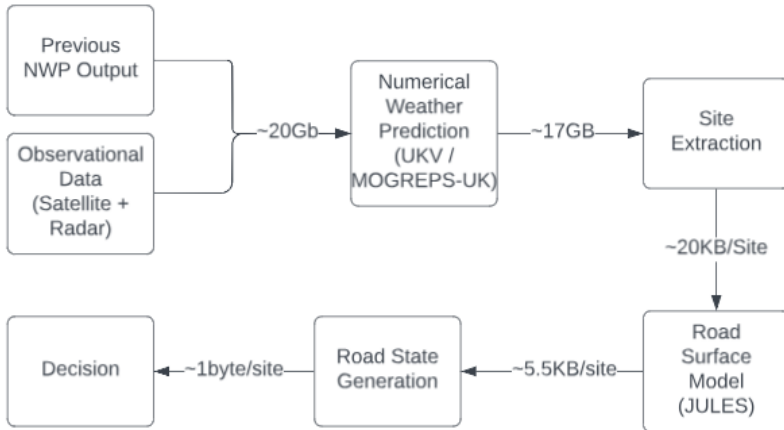 Previous
NWP Output
Observational
Data
(Satellite +
Radar)
~20Gb
Numerical
Weather
Prediction
(UKV /
MOGREPS-UK)
~17GB
Site
Extraction
~20KB/Site
Road
Surface
Model
(JULES)
~5.5KB/site
Road State
Generation
~1byte/site
Decision